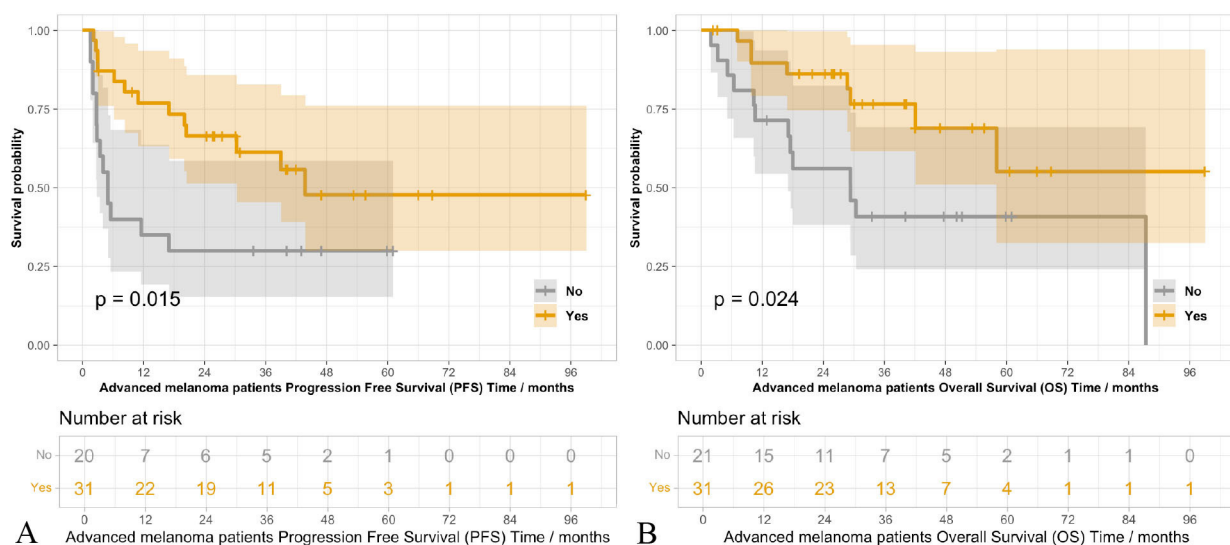 1.00
0.75
0.50
0.25
0.00
Survival probability
p = 0.015
No
Yes
0 12 24 36 48 60 72 84 96
Advanced melanoma patients Progression Free Survival (PFS) Time / months
Number at risk
No 20 7 6 5 2 1 0 0 0
Yes 31 22 19 11 5 3 1 1 1
0 12 24 36 48 60 72 84 96
A Advanced melanoma patients Progression Free Survival (PFS) Time / months
1.00
0.75
0.50
0.25
0.00
Survival probability
p = 0.024
No
Yes
0 12 24 36 48 60 72 84 96
Advanced melanoma patients Overall Survival (OS) Time / months
Number at risk
No 21 15 11 7 5 2 1 1 0
Yes 31 26 23 13 7 4 1 1 1
0 12 24 36 48 60 72 84 96
B Advanced melanoma patients Overall Survival (OS) Time / months